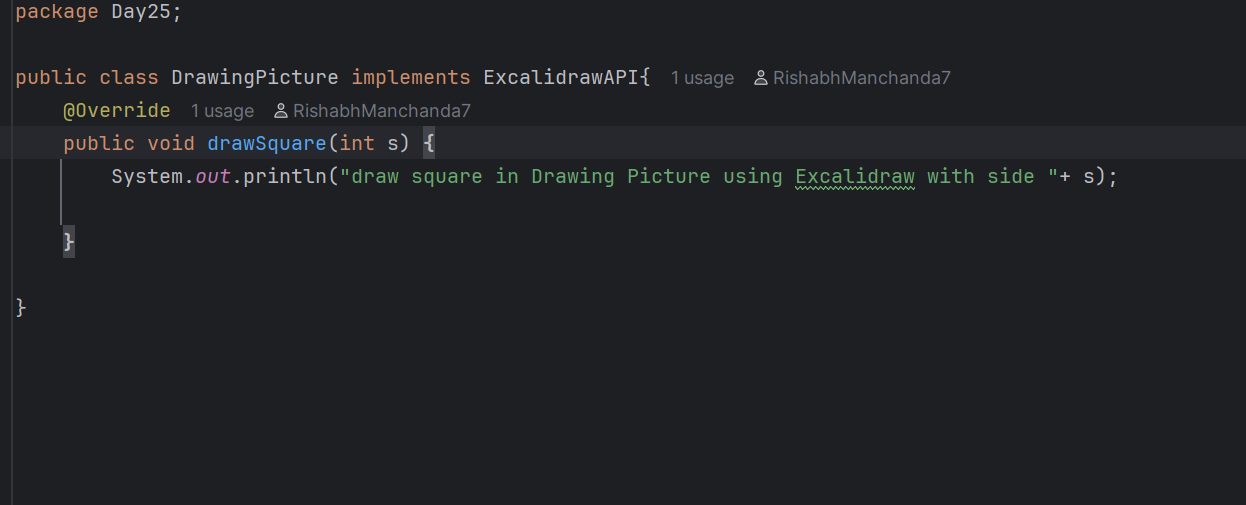 package Day25;
public class DrawingPicture implements ExcalidrawAPI{ 1 usage RishabhManchanda7
@Override 1 usage RishabhManchanda7
public void drawSquare(int s) {
System.out.println("draw square in Drawing Picture using Excalidraw with side "+ s);
}
}